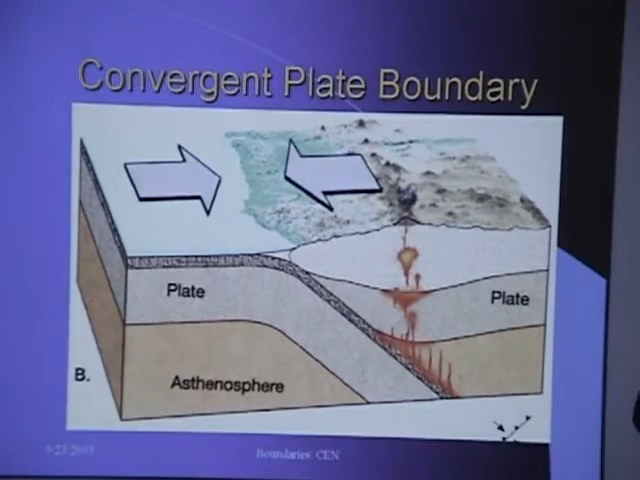 Convergent Plate Boundary
Plate
Plate
B.
Asthenosphere
Boundaries: CEN